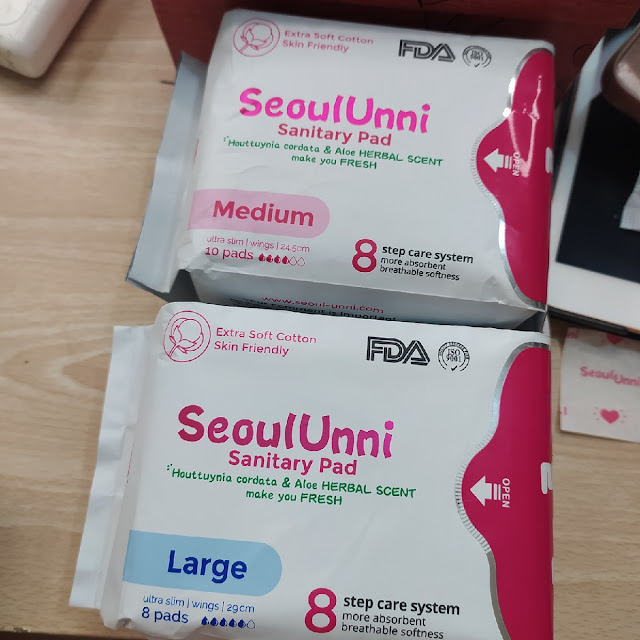 Extra Soft Cotton
Skin Friendly
FDA
SeoulUnni
Sanitary Pad
Houttuynia cordata & Aloe HERBAL SCENT
make you FRESH
OPEN
Medium
ultra slim | wings | 24.5cm
10 pads
8 step care system
more absorbent
breathable softness
www.seoul-unni.com
Extra Soft Cotton
Skin Friendly
FDA
ISO
9001
SeoulUnni
Sanitary Pad
Houttuynia cordata & Aloe HERBAL SCENT
make you FRESH
OPEN
Large
ultra slim | wings | 29cm
8 pads
8 step care system
more absorbent
breathable softness
SeoulUnni